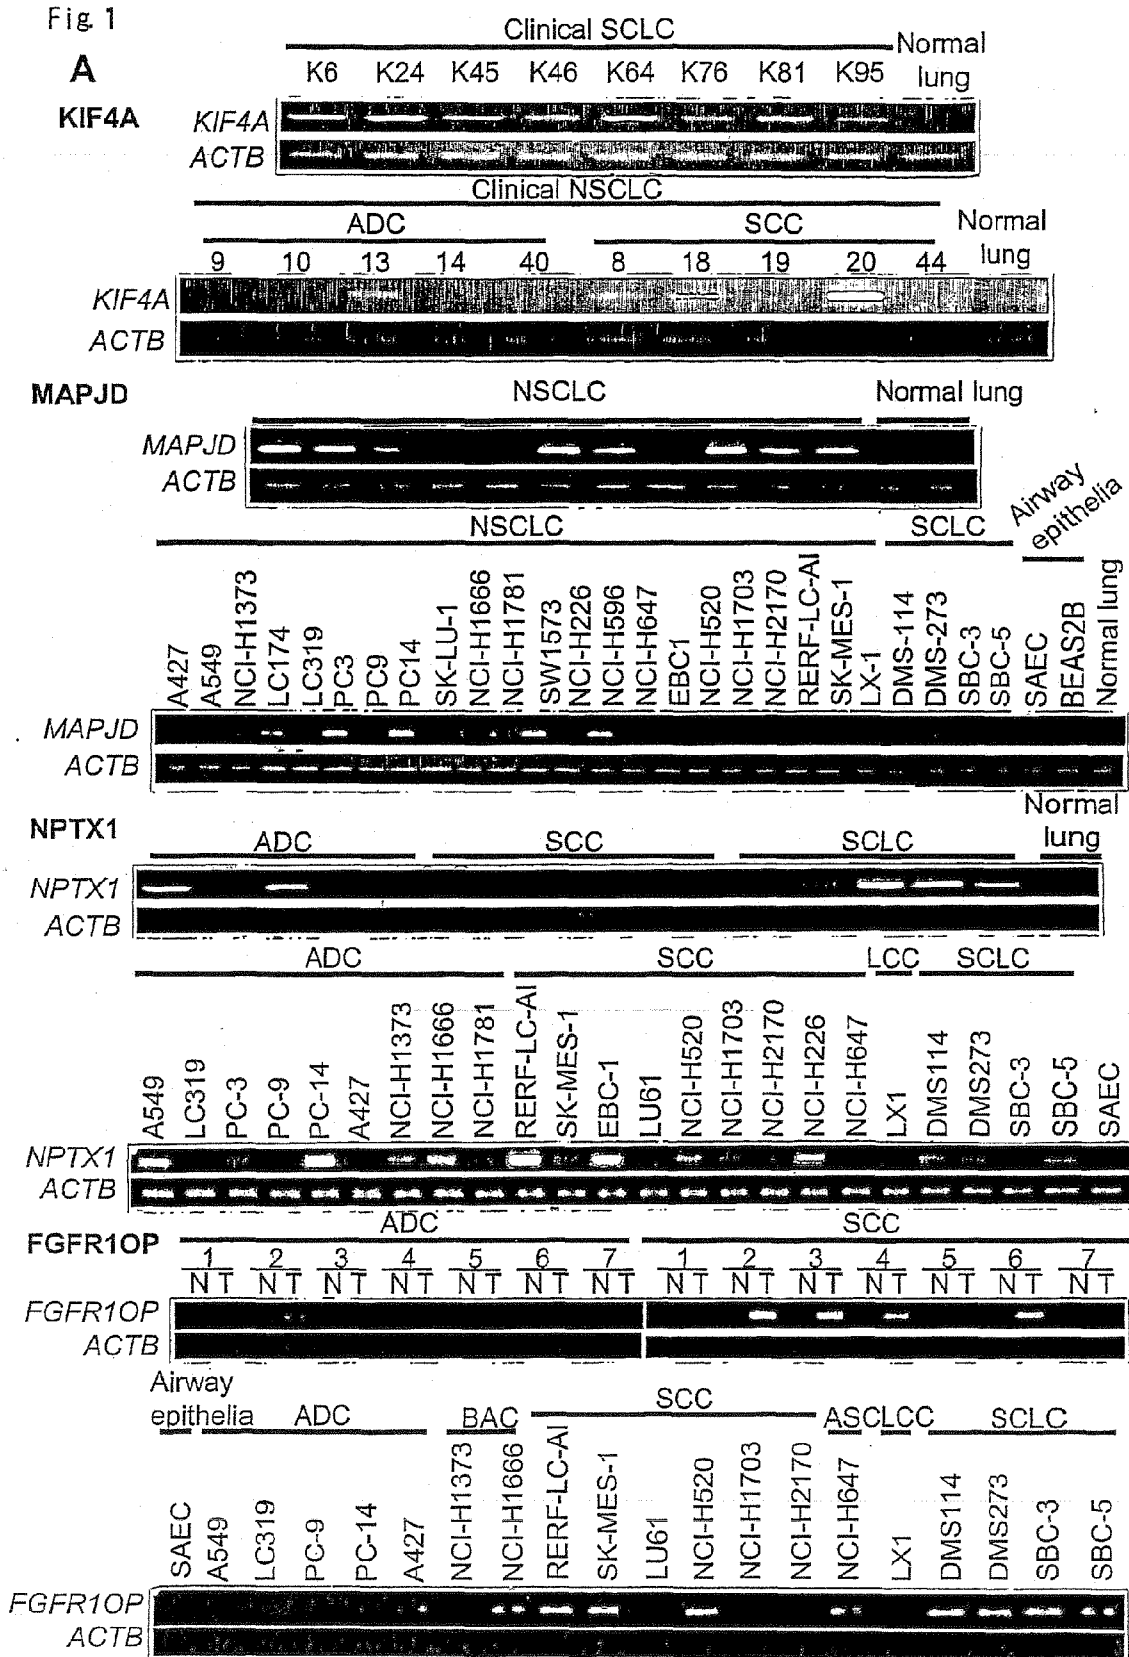 Fig. 1
A
Clinical SCLC
Normal lung
K6 K24 K45 K46 K64 K76 K81 K95
KIF4A
KIF4A
ACTB
Clinical NSCLC
ADC SCC Normal lung
9 10 13 14 40 8 18 19 20 44
KIF4A
ACTB
MAPJD
NSCLC Normal lung
MAPJD
ACTB
NSCLC SCLC Airway epithelia
A427 A549 NCI-H1373 LC174 LC319 PC3 PC9 PC14 SK-LU-1 NCI-H1666 NCI-H1781 SW1573 NCI-H226 NCI-H596 NCI-H647 EBC1 NCI-H520 NCI-H1703 NCI-H2170 RERF-LC-AI SK-MES-1 LX-1 DMS-114 DMS-273 SBC-3 SBC-5 SAEC BEAS2B Normal lung
MAPJD
ACTB
NPTX1
ADC SCC SCLC Normal lung
NPTX1
ACTB
ADC SCC LCC SCLC
A549 LC319 PC-3 PC-9 PC-14 A427 NCI-H1373 NCI-H1666 NCI-H1781 RERF-LC-AI SK-MES-1 EBC-1 LU61 NCI-H520 NCI-H1703 NCI-H2170 NCI-H226 NCI-H647 LX1 DMS114 DMS273 SBC-3 SBC-5 SAEC
NPTX1
ACTB
FGFR1OP
ADC SCC
1 2 3 4 5 6 7 1 2 3 4 5 6 7
N T N T N T N T N T N T N T N T N T N T N T N T N T N T
FGFR1OP
ACTB
Airway epithelia ADC BAC SCC ASC LCC SCLC
SAEC A549 LC319 PC-9 PC-14 A427 NCI-H1373 NCI-H1666 RERF-LC-AI SK-MES-1 LU61 NCI-H520 NCI-H1703 NCI-H2170 NCI-H647 LX1 DMS114 DMS273 SBC-3 SBC-5
FGFR1OP
ACTB